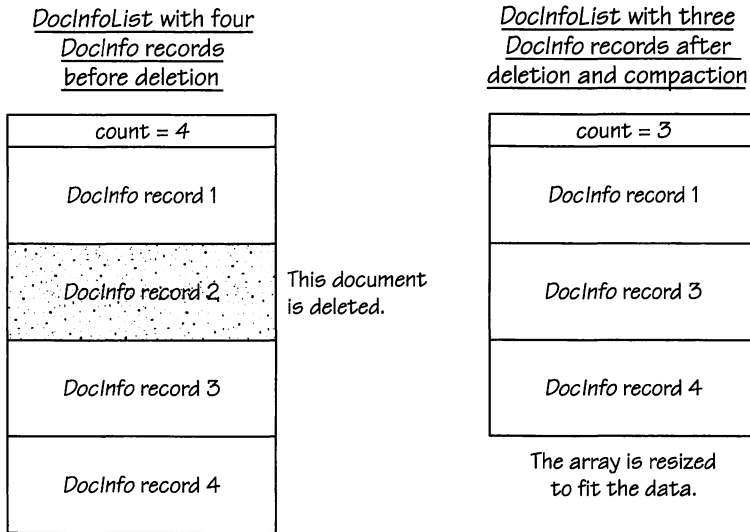 DocInfoList with four
DocInfo records
before deletion
count = 4
DocInfo record 1
DocInfo record 2
DocInfo record 3
DocInfo record 4
This document
is deleted.
DocInfoList with three
DocInfo records after
deletion and compaction
count = 3
DocInfo record 1
DocInfo record 3
DocInfo record 4
The array is resized
to fit the data.